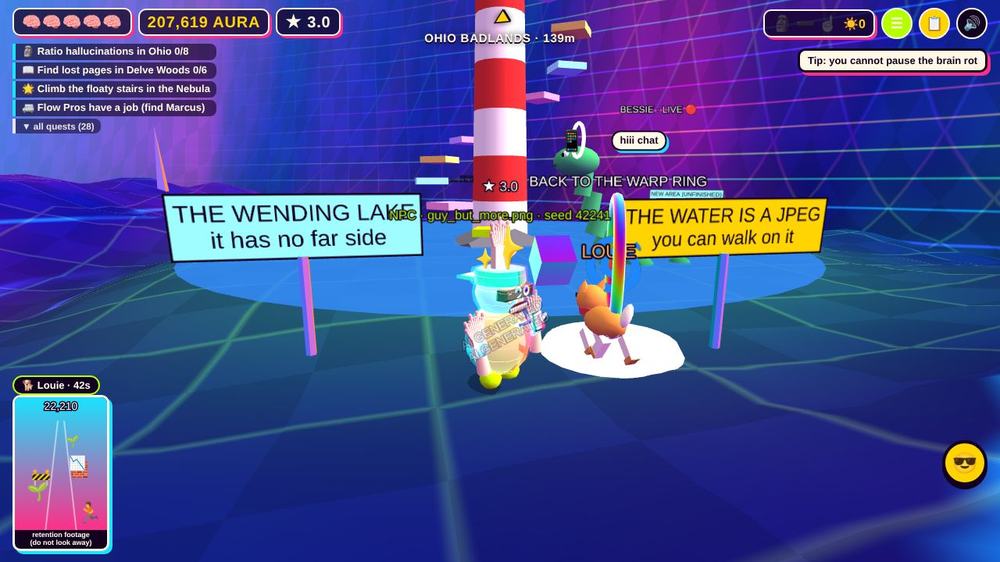 207,619 AURA
★ 3.0
OHIO BADLANDS · 139m
0
Ratio hallucinations in Ohio 0/8
Find lost pages in Delve Woods 0/6
Climb the floaty stairs in the Nebula
Flow Pros have a job (find Marcus)
▼ all quests (28)
Tip: you cannot pause the brain rot
BESSIE · LIVE
hiii chat
★ 3.0
BACK TO THE WARP RING
NEW AREA (UNFINISHED)
THE WENDING LAKE
it has no far side
NPC · guy_but_more.png · seed 42241
THE WATER IS A JPEG
you can walk on it
LOUIE
GENERA
GENERA
Louie · 42s
22,210
retention footage
(do not look away)